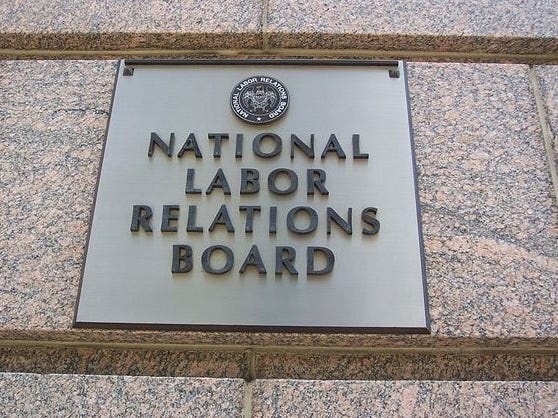 NATIONAL LABOR RELATIONS BOARD
NATIONAL
LABOR
RELATIONS
BOARD